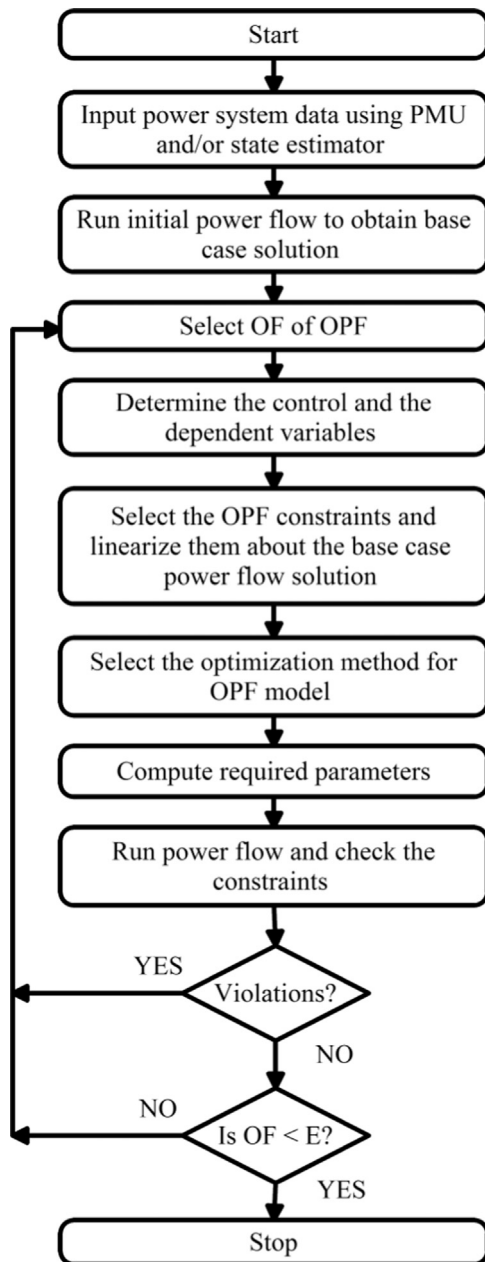 Start
Input power system data using PMU
and/or state estimator
Run initial power flow to obtain base
case solution
Select OF of OPF
Determine the control and the
dependent variables
Select the OPF constraints and
linearize them about the base case
power flow solution
Select the optimization method for
OPF model
Compute required parameters
Run power flow and check the
constraints
YES
Violations?
NO
NO
Is OF < E?
YES
Stop